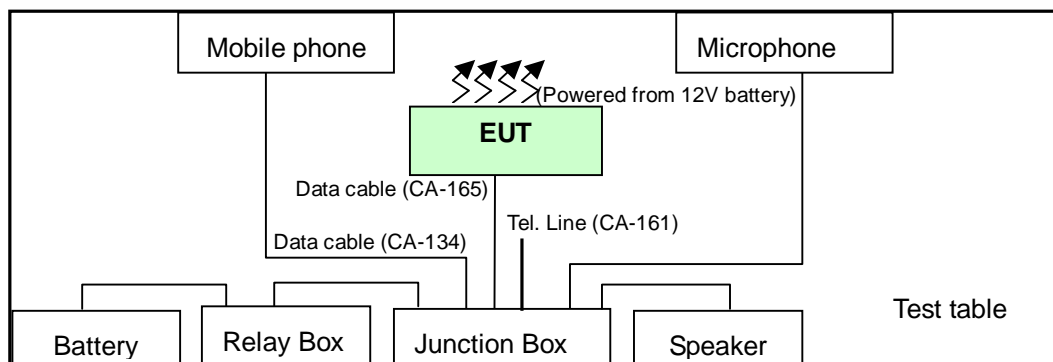 Mobile phone
Microphone
(Powered from 12V battery)
EUT
Data cable (CA-165)
Tel. Line (CA-161)
Data cable (CA-134)
Test table
Battery
Relay Box
Junction Box
Speaker